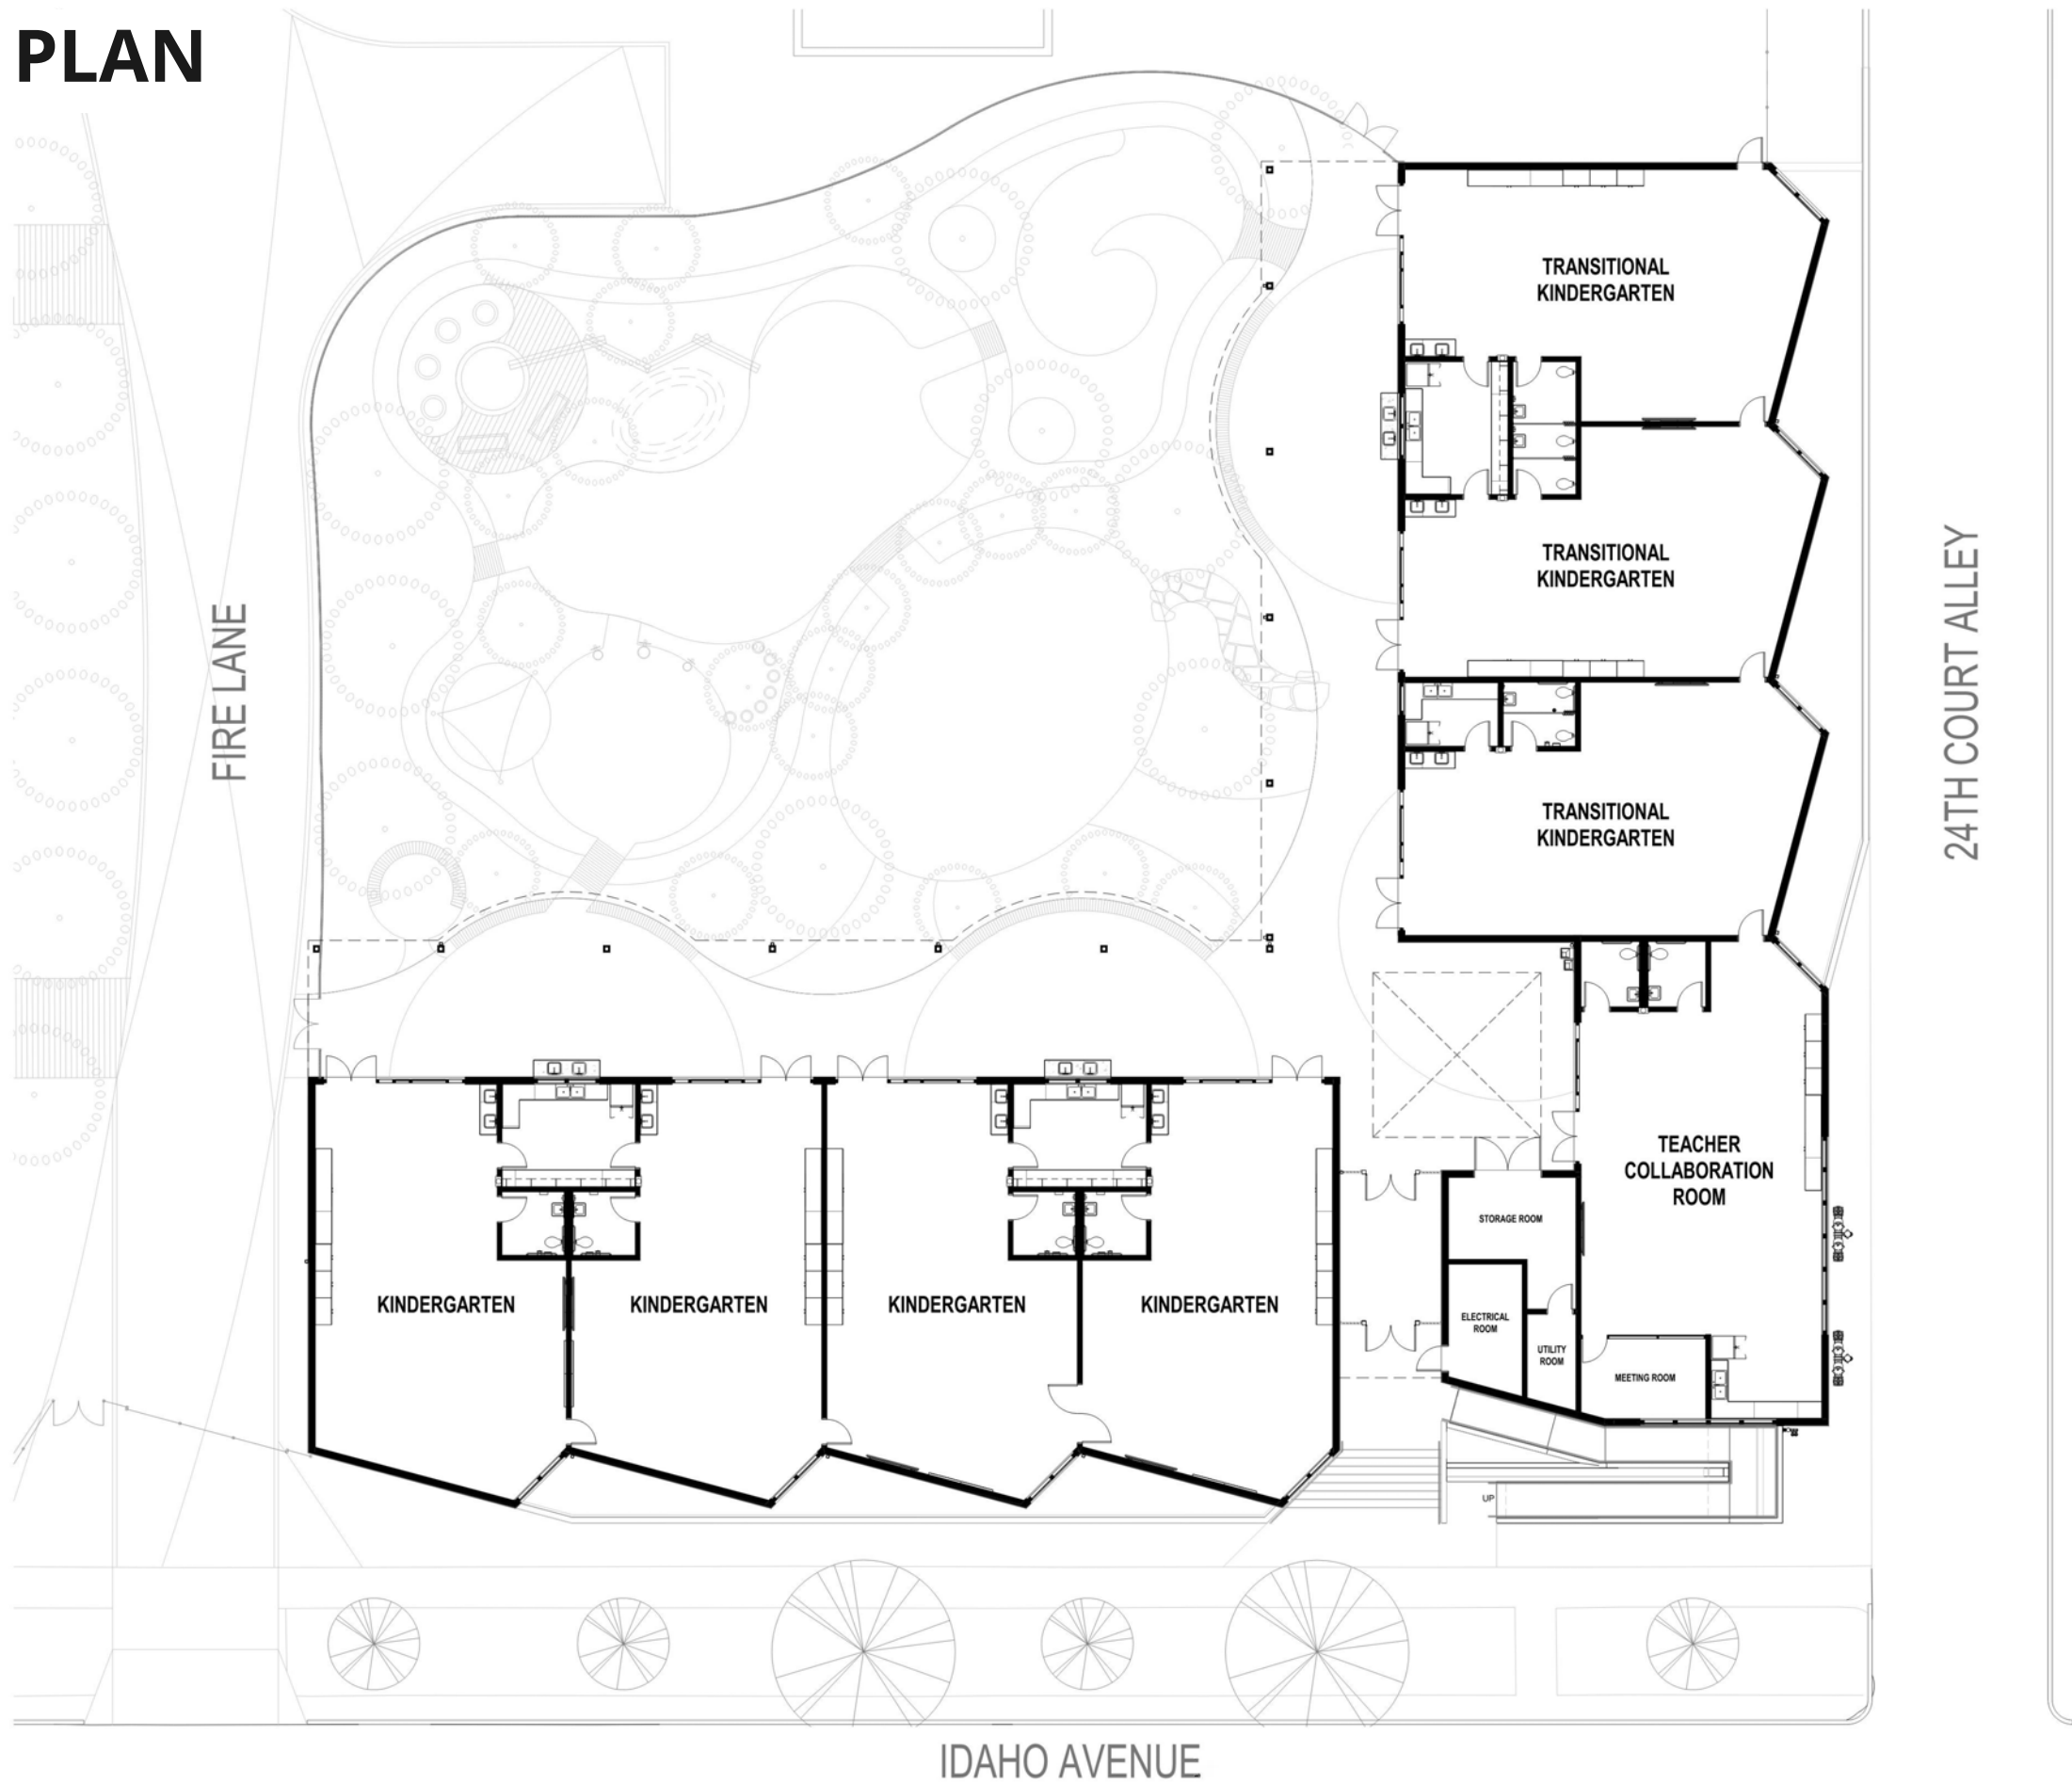 PLAN
TRANSITIONAL
KINDERGARTEN
TRANSITIONAL
KINDERGARTEN
FIRE LANE
24TH COURT ALLEY
TRANSITIONAL
KINDERGARTEN
TEACHER
COLLABORATION
ROOM
STORAGE ROOM
KINDERGARTEN
KINDERGARTEN
KINDERGARTEN
KINDERGARTEN
ELECTRICAL
ROOM
UTILITY
ROOM
MEETING ROOM
UP
IDAHO AVENUE